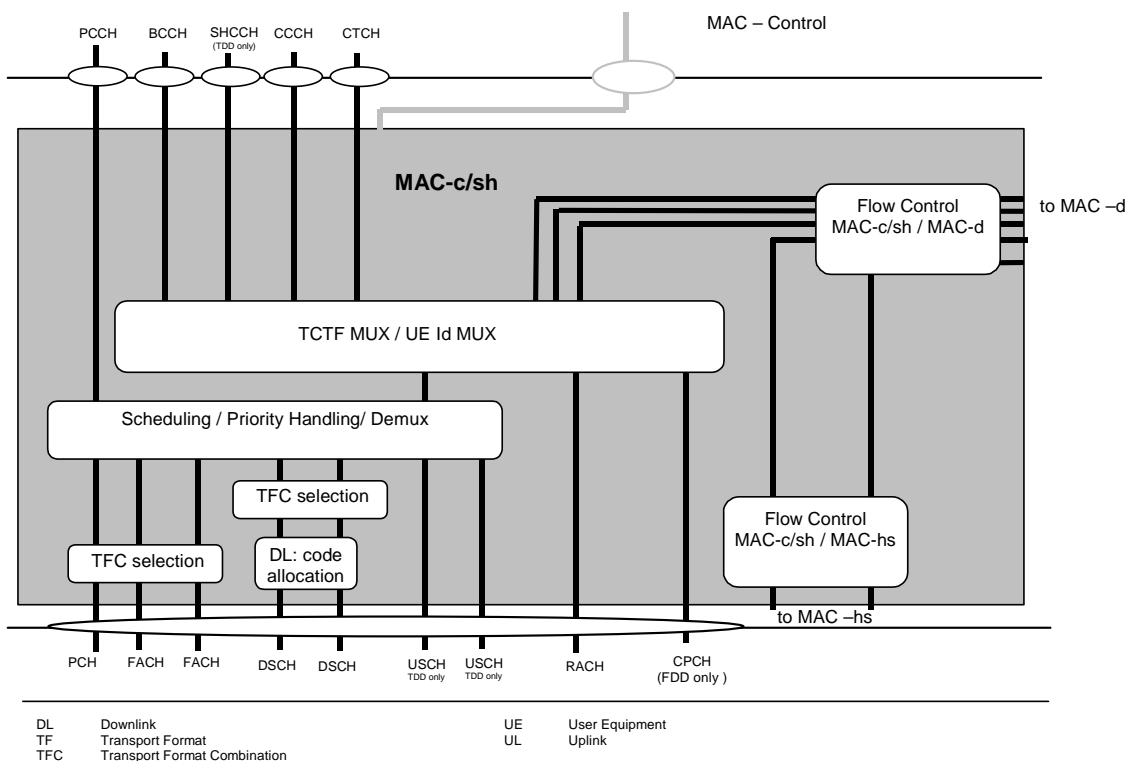 MAC – Control
PCCH
BCCH
SHCCH
(TDD only)
CCCH
CTCH
MAC-c/sh
Flow Control
MAC-c/sh / MAC-d
to MAC –d
TCTF MUX / UE Id MUX
Scheduling / Priority Handling/ Demux
TFC selection
Flow Control
MAC-c/sh / MAC-hs
TFC selection
DL: code
allocation
to MAC –hs
PCH
FACH
FACH
DSCH
DSCH
USCH
TDD only
USCH
TDD only
RACH
CPCH
(FDD only )
DL Downlink
TF Transport Format
TFC Transport Format Combination
UE User Equipment
UL Uplink